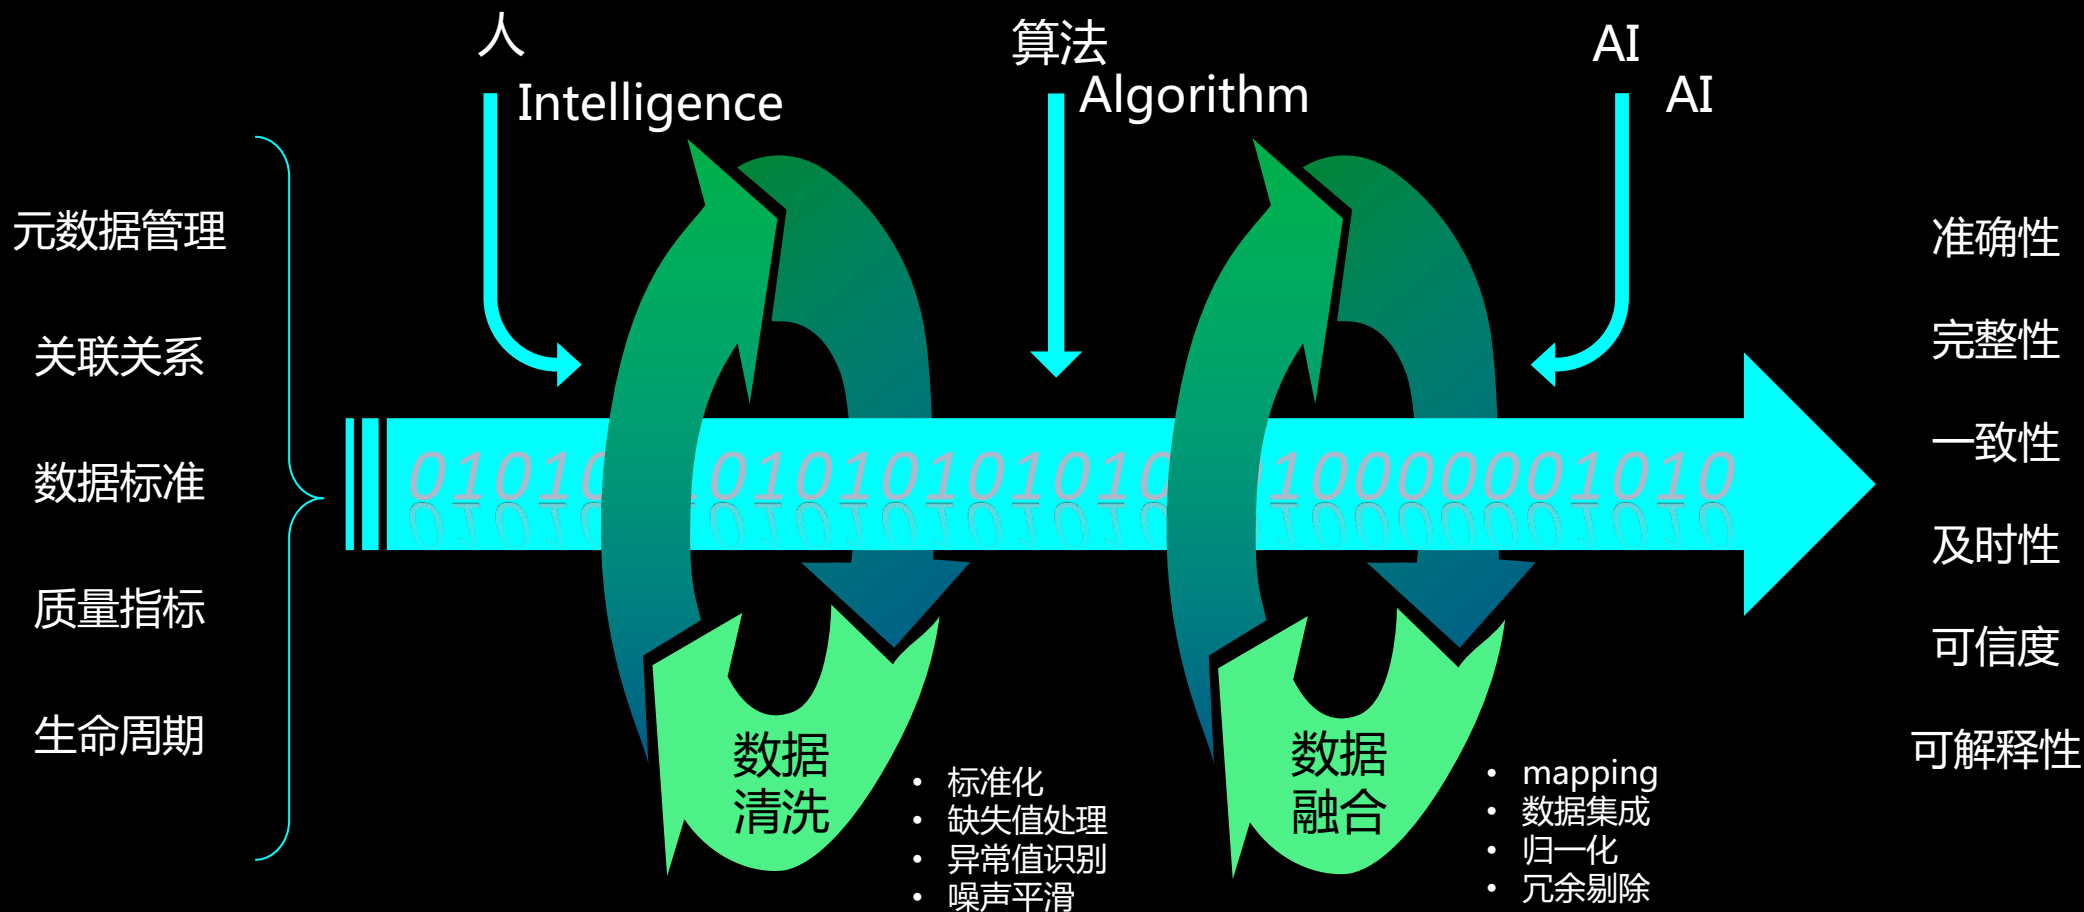 人
Intelligence
算法
Algorithm
AI
AI
元数据管理
关联关系
数据标准
质量指标
生命周期
数据
清洗
• 标准化
• 缺失值处理
• 异常值识别
• 噪声平滑
数据
融合
• mapping
• 数据集成
• 归一化
• 冗余剔除
准确性
完整性
一致性
及时性
可信度
可解释性